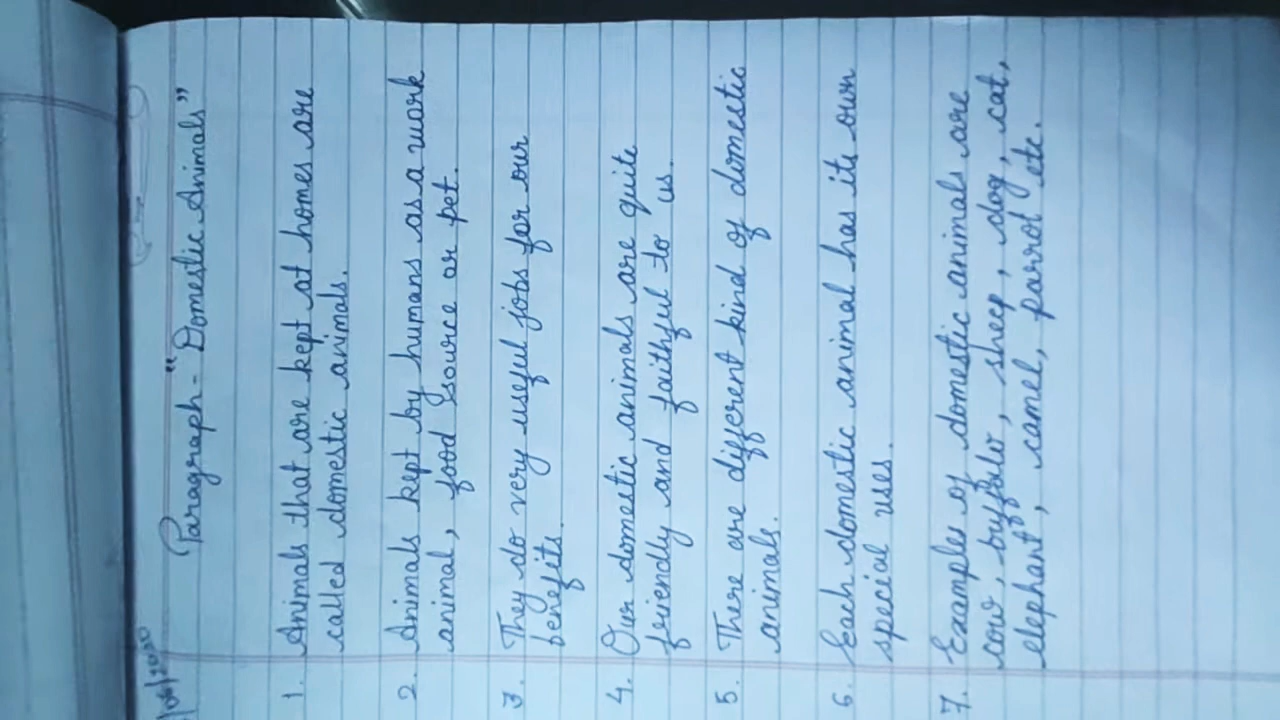 Paragraph - "Domestic Animals"
1. Animals that are kept at homes are
called domestic animals.
2. Animals kept by humans as a work
animal, food source or pet.
3. They do very useful jobs for our
benefits.
4. Our domestic animals are quite
friendly and faithful to us.
5. There are different kind of domestic
animals.
6. Each domestic animal has its own
special uses.
7. Examples of domestic animals are
cow, buffalow, sheep, dog, cat,
elephant, camel, parrot etc.